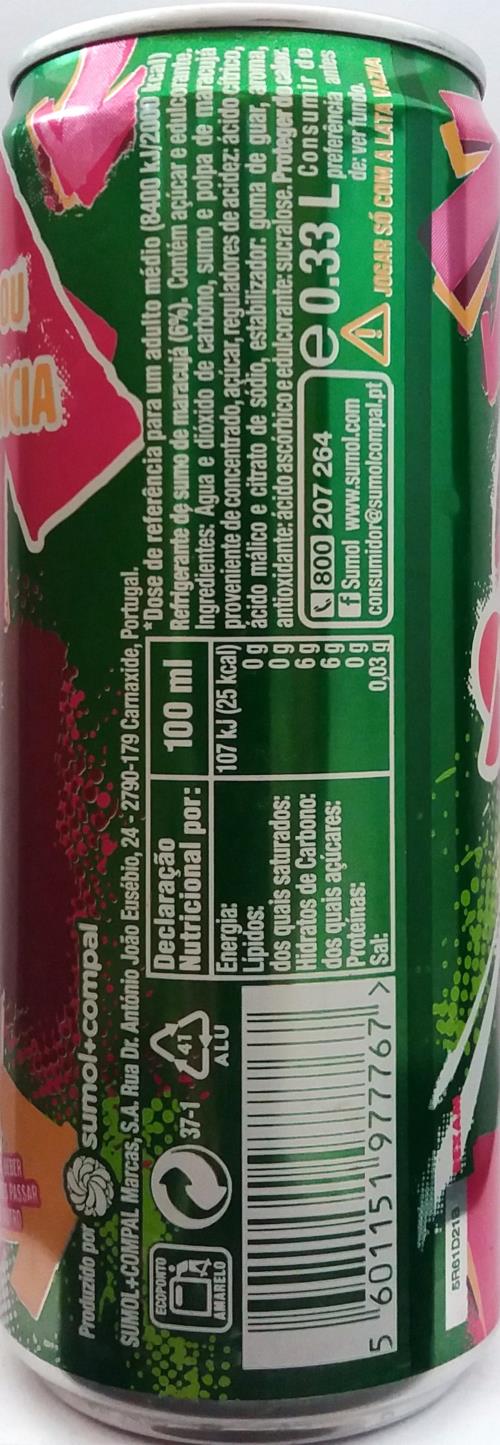 OU
NCIA
Produzido por sumol+compal
SUMOL+COMPAL Marcas, S.A. Rua Dr. António João Eusébio, 24 - 2790-179 Carnaxide, Portugal.
ECOPONTO
AMARELO
37-1
41
ALU
5 601151 977767 >
Declaração Nutricional por: 100 ml
Energia: 107 kJ (25 kcal)
Lípidos: 0 g
dos quais saturados: 0 g
Hidratos de Carbono: 6 g
dos quais açúcares: 6 g
Proteínas: 0 g
Sal: 0,03 g
*Dose de referência para um adulto médio (8400 kJ/2000 kcal)
Refrigerante de sumo de maracujá (6%). Contém açúcar e edulcorante.
Ingredientes: Água e dióxido de carbono, sumo e polpa de maracujá
proveniente de concentrado, açúcar, reguladores de acidez: ácido cítrico,
ácido málico e citrato de sódio, estabilizador: goma de guar, aroma,
antioxidante: ácido ascórbico e edulcorante: sucralose. Proteger do calor.
800 207 264
Sumol www.sumol.com
consumidor@sumolcompal.pt
e 0.33 L
Consumir de
preferência antes
de: ver fundo.
JOGAR SÓ COM A LATA VAZIA
BEBER
PASSAR
REXAM
5R61D21B